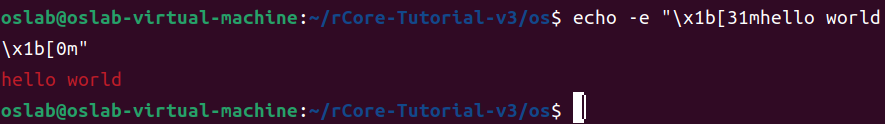 oslab@oslab-virtual-machine:~/rCore-Tutorial-v3/os$ echo -e "\x1b[31mhello world
\x1b[0m"
hello world
oslab@oslab-virtual-machine:~/rCore-Tutorial-v3/os$